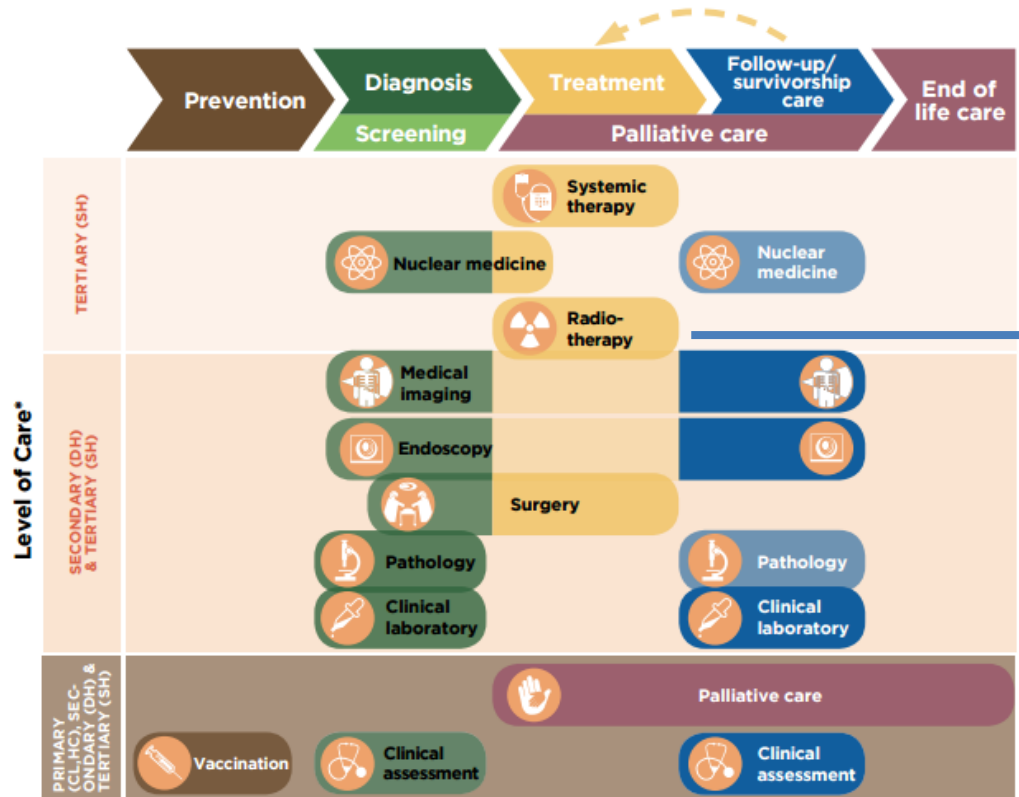 Prevention
Diagnosis
Screening
Treatment
Follow-up/
survivorship
care
Palliative care
End of
life care
Level of Care*
TERTIARY (SH)
Systemic
therapy
Nuclear medicine
Nuclear
medicine
Radio-
therapy
SECONDARY (DH)
& TERTIARY (SH)
Medical
imaging
Endoscopy
Surgery
Pathology
Pathology
Clinical
laboratory
Clinical
laboratory
PRIMARY
(CL,HC), SEC-
ONDARY (DH) &
TERTIARY (SH)
Palliative care
Vaccination
Clinical
assessment
Clinical
assessment